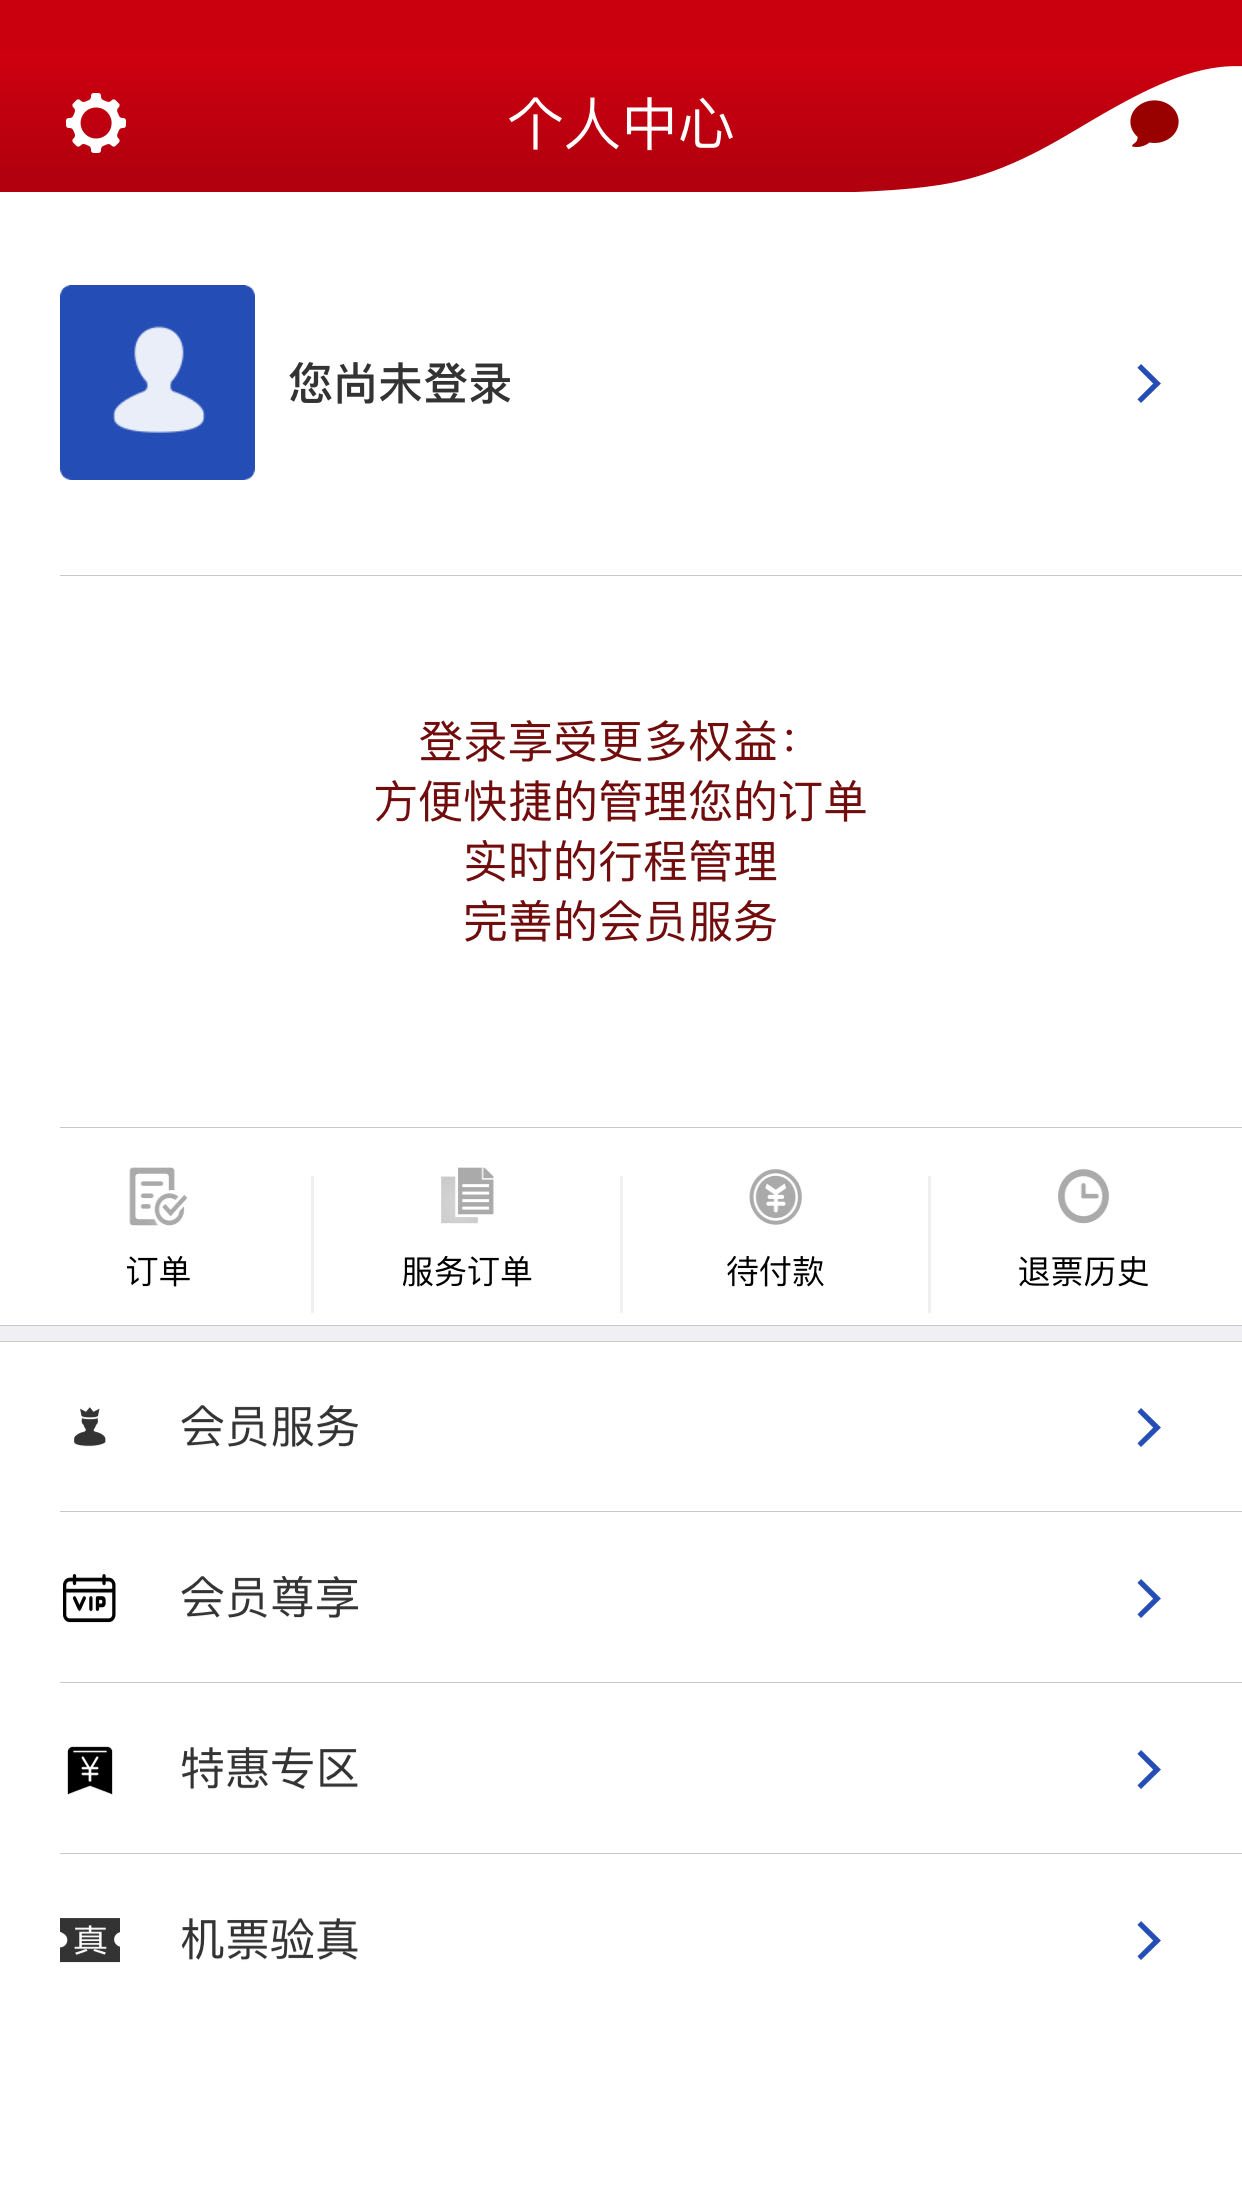 个人中心
您尚未登录
登录享受更多权益：
方便快捷的管理您的订单
实时的行程管理
完善的会员服务
订单
服务订单
待付款
退票历史
会员服务
VIP
会员尊享
¥
特惠专区
真
机票验真